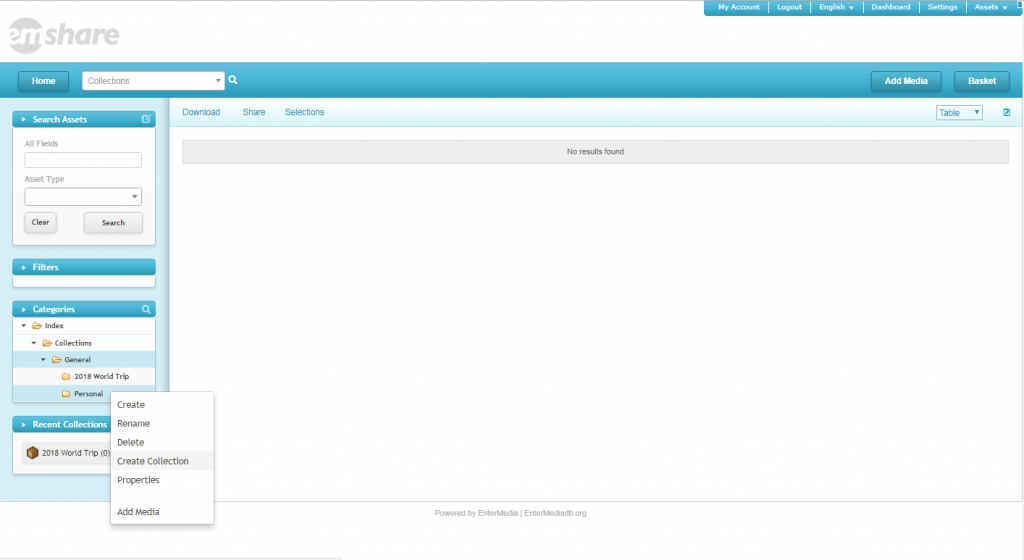 My Account Logout English Dashboard Settings Assets
em share
Home Collections Add Media Basket
Search Assets
All Fields
Asset Type
Clear Search
Filters
Categories
Index
Collections
General
2018 World Trip
Personal
Recent Collections
2018 World Trip (0)
Download Share Selections Table
No results found
Create
Rename
Delete
Create Collection
Properties
Add Media
Powered by EnterMedia | EnterMediadb.org